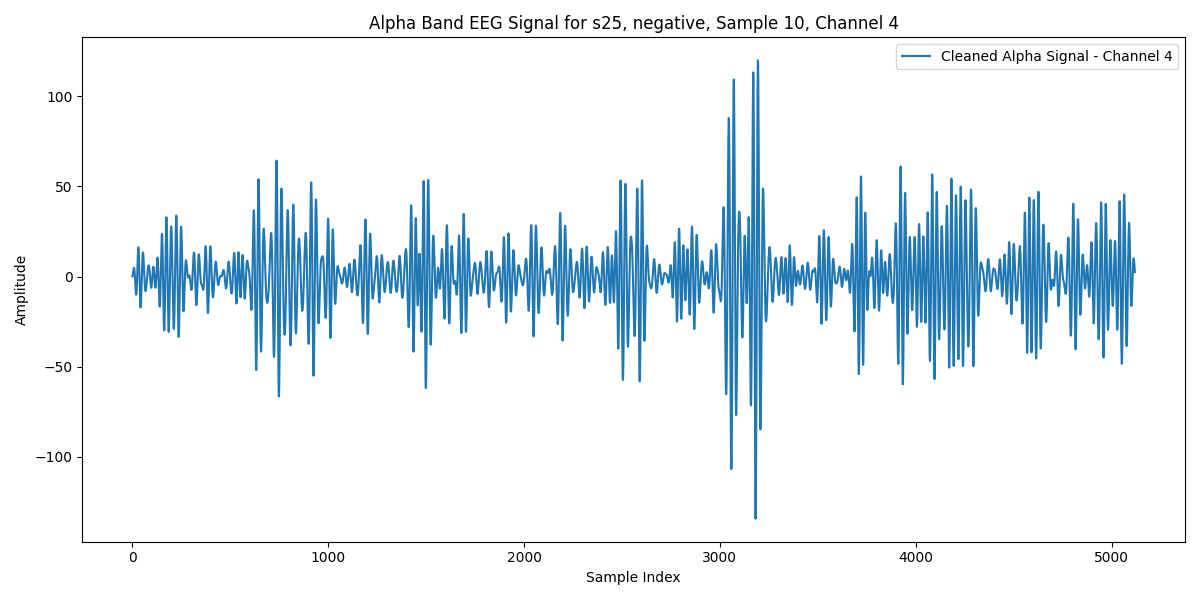 Alpha Band EEG Signal for s25, negative, Sample 10, Channel 4
Cleaned Alpha Signal - Channel 4
Amplitude
100
50
0
−50
−100
0 1000 2000 3000 4000 5000
Sample Index